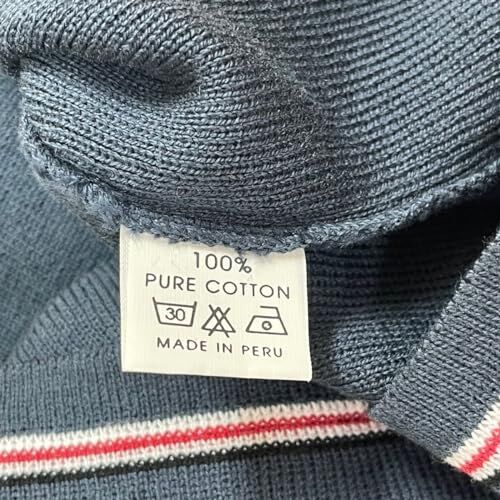 100%
PURE COTTON
30
MADE IN PERU